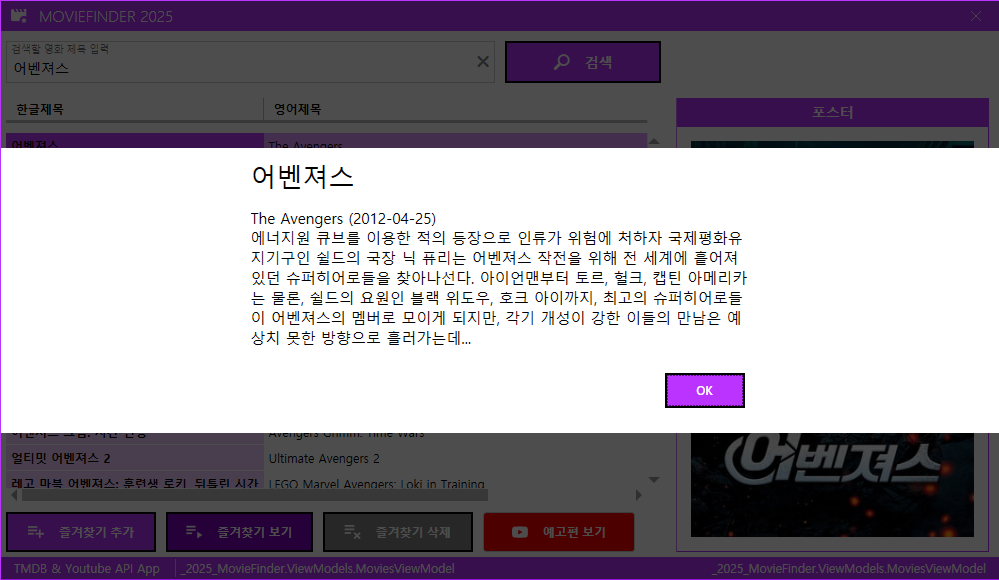 MOVIEFINDER 2025
검색할 영화 제목 입력
어벤져스
검색
한글제목 영어제목
포스터
어벤져스 The Avengers
어벤져스
The Avengers (2012-04-25)
에너지원 큐브를 이용한 적의 등장으로 인류가 위험에 처하자 국제평화유
지기구인 쉴드의 국장 닉 퓨리는 어벤져스 작전을 위해 전 세계에 흩어져
있던 슈퍼히어로들을 찾아나선다. 아이언맨부터 토르, 헐크, 캡틴 아메리카
는 물론, 쉴드의 요원인 블랙 위도우, 호크 아이까지, 최고의 슈퍼히어로들
이 어벤져스의 멤버로 모이게 되지만, 각기 개성이 강한 이들의 만남은 예
상치 못한 방향으로 흘러가는데...
OK
Avengers Grimm: Time Wars
얼티밋 어벤져스 2 Ultimate Avengers 2
레고 마블 어벤져스: 훈련생 로키, 뒤틀린 시간 LEGO Marvel Avengers: Loki in Training
어벤져스
즐겨찾기 추가 즐겨찾기 보기 즐겨찾기 삭제 예고편 보기
TMDB & Youtube API App _2025_MovieFinder.ViewModels.MoviesViewModel _2025_MovieFinder.ViewModels.MoviesViewModel